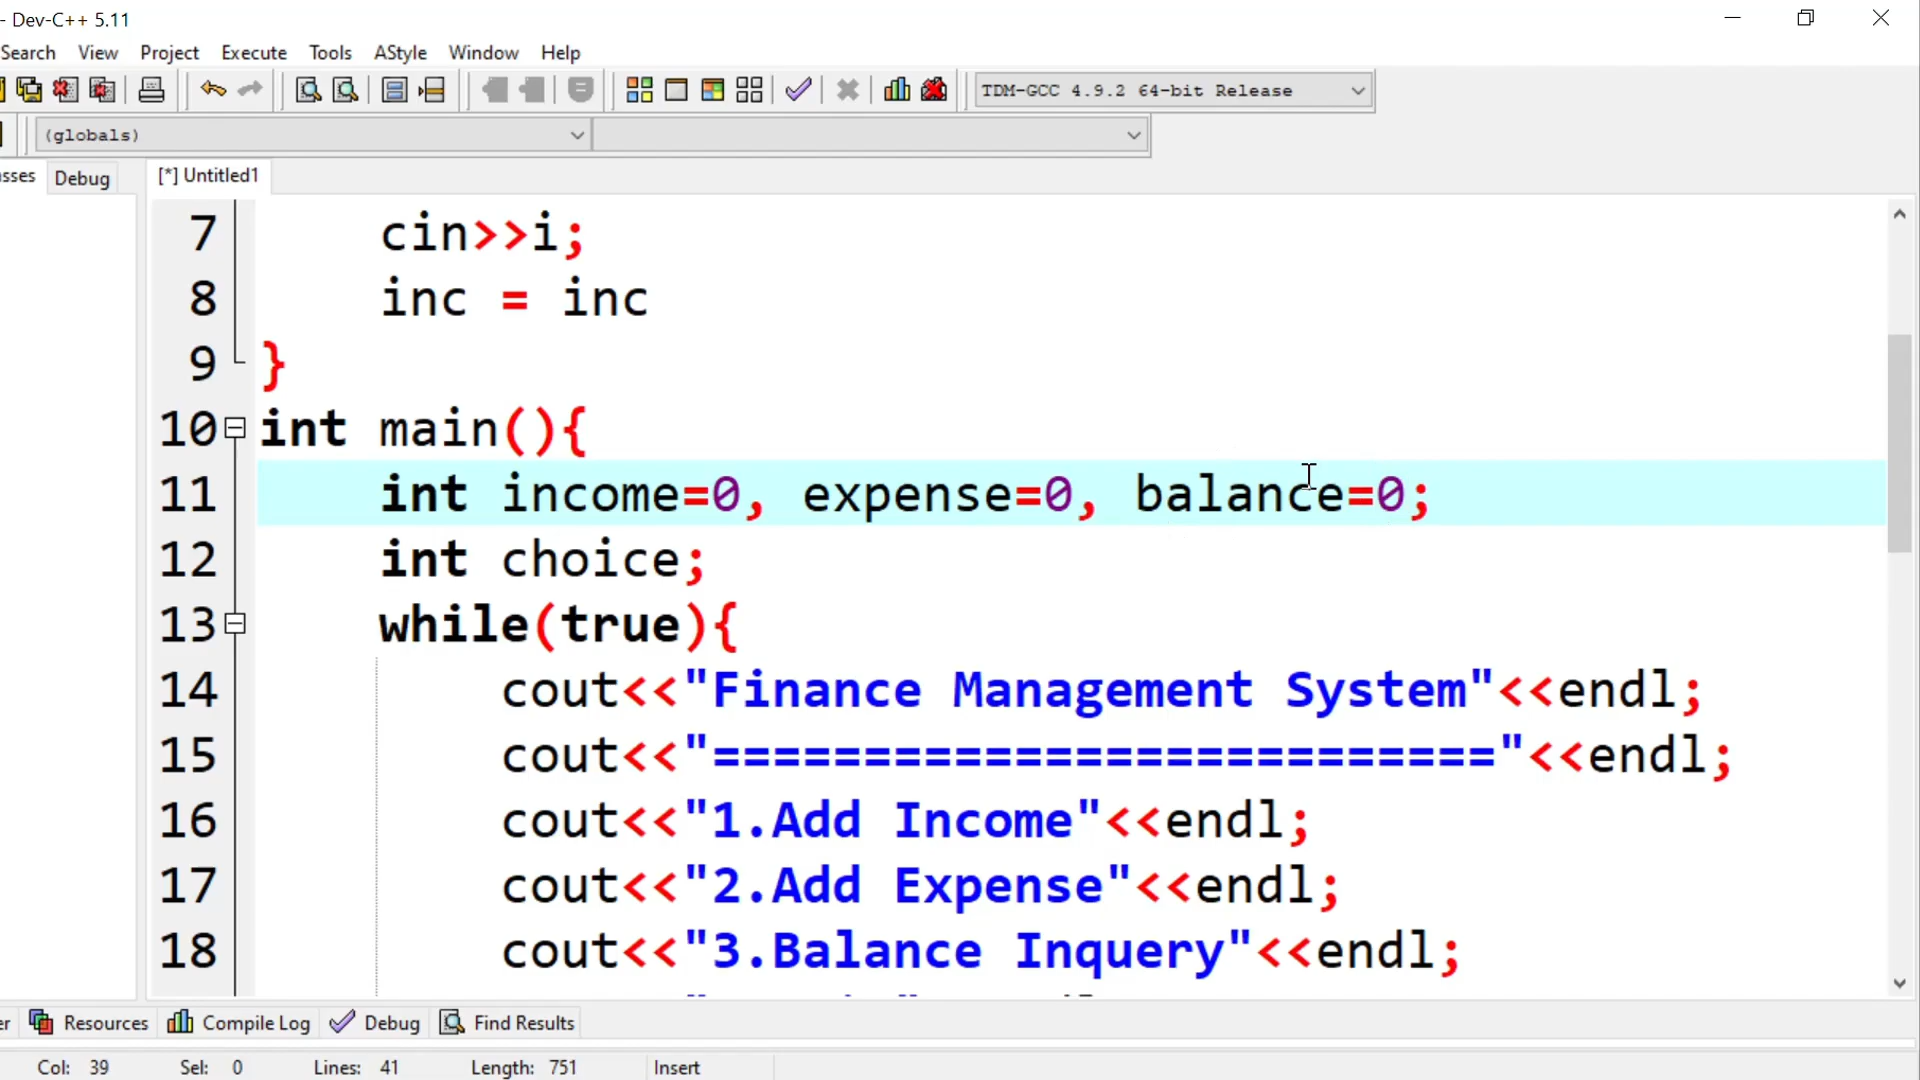 - Dev-C++ 5.11
Search View Project Execute Tools AStyle Window Help
TDM-GCC 4.9.2 64-bit Release
(globals)
sses Debug [*] Untitled1
7 cin>>i;
8 inc = inc
9 }
10 int main(){
11 int income=0, expense=0, balance=0;
12 int choice;
13 while(true){
14 cout<<"Finance Management System"<<endl;
15 cout<<"=========================="<<endl;
16 cout<<"1.Add Income"<<endl;
17 cout<<"2.Add Expense"<<endl;
18 cout<<"3.Balance Inquery"<<endl;
er Resources Compile Log Debug Find Results
Col: 39 Sel: 0 Lines: 41 Length: 751 Insert